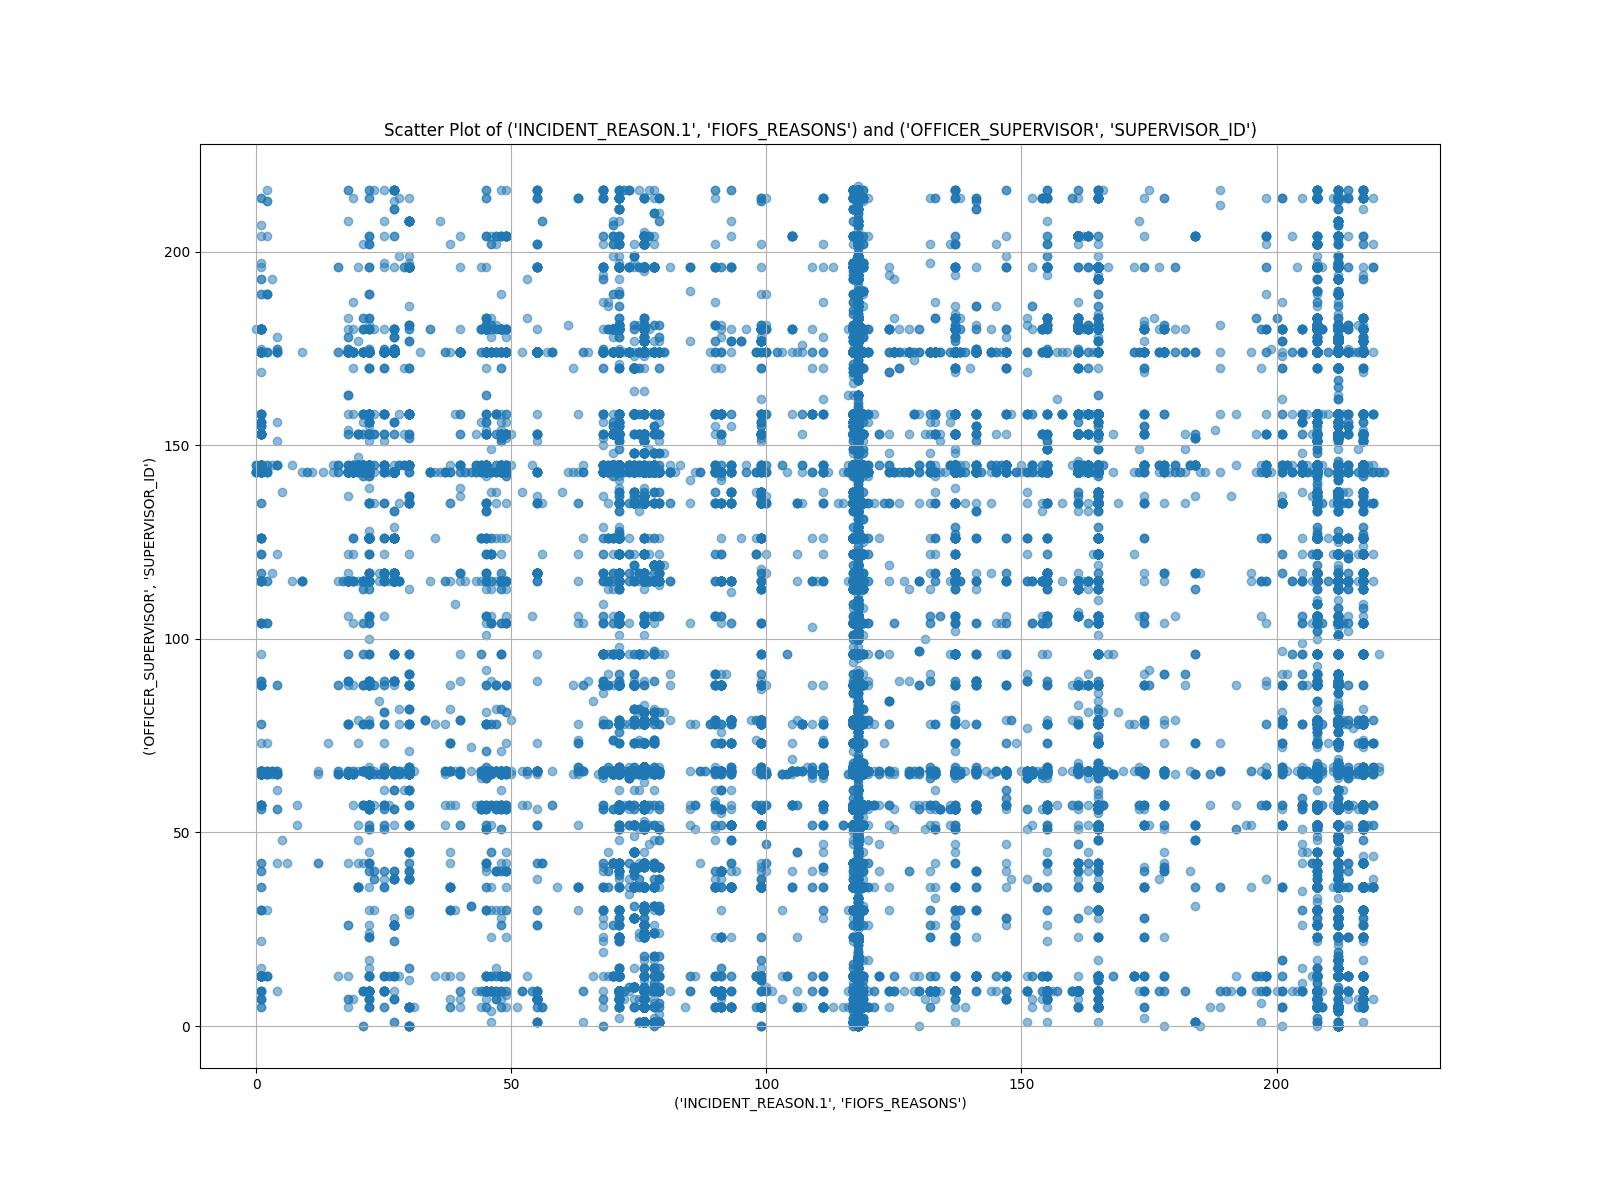 Scatter Plot of ('INCIDENT_REASON.1', 'FIOFS_REASONS') and ('OFFICER_SUPERVISOR', 'SUPERVISOR_ID')
('OFFICER_SUPERVISOR', 'SUPERVISOR_ID')
200
150
100
50
0
0 50 100 150 200
('INCIDENT_REASON.1', 'FIOFS_REASONS')